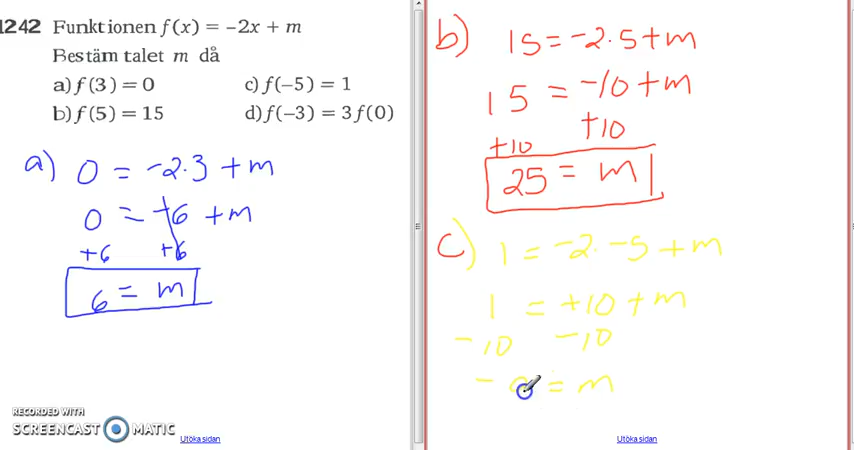 1242 Funktionen f(x) = −2x + m
Bestäm talet m då
a) f(3) = 0 c) f(−5) = 1
b) f(5) = 15 d) f(−3) = 3f(0)
a) 0 = -2·3 + m
0 = -6 + m
+6 +6
6 = m
RECORDED WITH
SCREENCAST MATIC
Utöka sidan
b) 15 = -2·5 + m
15 = -10 + m
+10 +10
25 = m
c) 1 = -2·-5 + m
1 = +10 + m
-10 -10
- = m
Utöka sidan